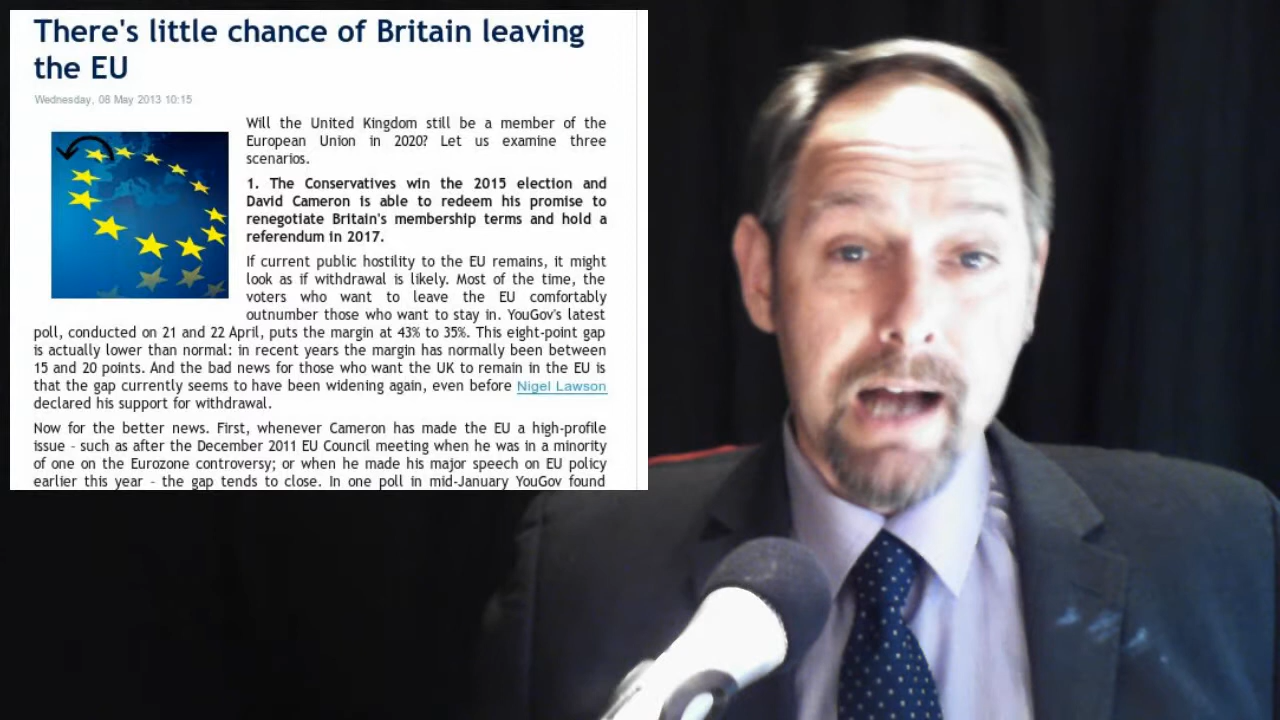 There's little chance of Britain leaving
the EU
Wednesday, 08 May 2013 10:15
Will the United Kingdom still be a member of the
European Union in 2020? Let us examine three
scenarios.
1. The Conservatives win the 2015 election and
David Cameron is able to redeem his promise to
renegotiate Britain's membership terms and hold a
referendum in 2017.
If current public hostility to the EU remains, it might
look as if withdrawal is likely. Most of the time, the
voters who want to leave the EU comfortably
outnumber those who want to stay in. YouGov's latest
poll, conducted on 21 and 22 April, puts the margin at 43% to 35%. This eight-point gap
is actually lower than normal: in recent years the margin has normally been between
15 and 20 points. And the bad news for those who want the UK to remain in the EU is
that the gap currently seems to have been widening again, even before Nigel Lawson
declared his support for withdrawal.
Now for the better news. First, whenever Cameron has made the EU a high-profile
issue - such as after the December 2011 EU Council meeting when he was in a minority
of one on the Eurozone controversy; or when he made his major speech on EU policy
earlier this year - the gap tends to close. In one poll in mid-January YouGov found